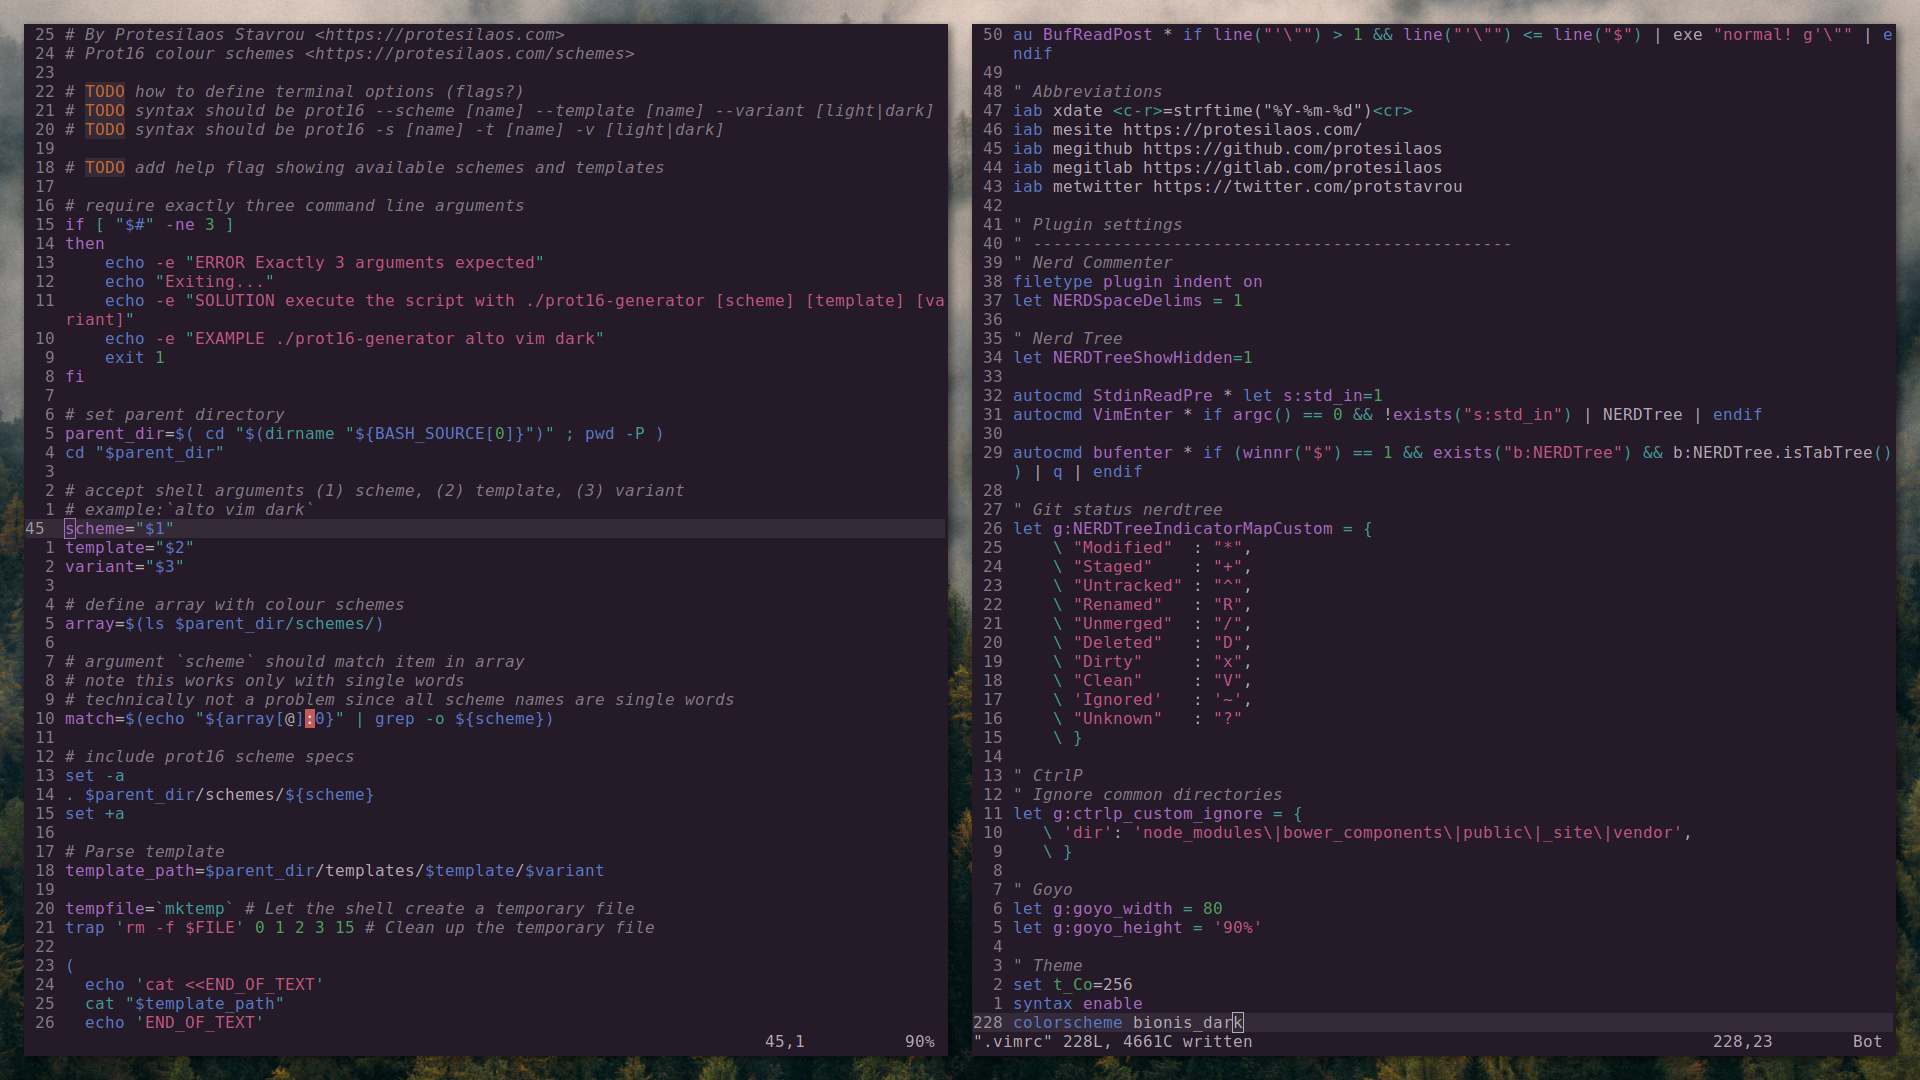 25 # By Protesilaos Stavrou <https://protesilaos.com>
24 # Prot16 colour schemes <https://protesilaos.com/schemes>
23
22 # TODO how to define terminal options (flags?)
21 # TODO syntax should be prot16 --scheme [name] --template [name] --variant [light|dark]
20 # TODO syntax should be prot16 -s [name] -t [name] -v [light|dark]
19
18 # TODO add help flag showing available schemes and templates
17
16 # require exactly three command line arguments
15 if [ "$#" -ne 3 ]
14 then
13     echo -e "ERROR Exactly 3 arguments expected"
12     echo "Exiting..."
11     echo -e "SOLUTION execute the script with ./prot16-generator [scheme] [template] [va
riant]"
10     echo -e "EXAMPLE ./prot16-generator alto vim dark"
9     exit 1
8 fi
7
6 # set parent directory
5 parent_dir=$( cd "$(dirname "${BASH_SOURCE[0]}")" ; pwd -P )
4 cd "$parent_dir"
3
2 # accept shell arguments (1) scheme, (2) template, (3) variant
1 # example:`alto vim dark`
45 scheme="$1"
1 template="$2"
2 variant="$3"
3
4 # define array with colour schemes
5 array=$(ls $parent_dir/schemes/)
6
7 # argument `scheme` should match item in array
8 # note this works only with single words
9 # technically not a problem since all scheme names are single words
10 match=$(echo "${array[@]:0}" | grep -o ${scheme})
11
12 # include prot16 scheme specs
13 set -a
14 . $parent_dir/schemes/${scheme}
15 set +a
16
17 # Parse template
18 template_path=$parent_dir/templates/$template/$variant
19
20 tempfile=`mktemp` # Let the shell create a temporary file
21 trap 'rm -f $FILE' 0 1 2 3 15 # Clean up the temporary file
22
23 (
24   echo 'cat <<END_OF_TEXT'
25   cat "$template_path"
26   echo 'END_OF_TEXT'
45,1 90%
50 au BufReadPost * if line("'\"") > 1 && line("'\"") <= line("$") | exe "normal! g'\"" | e
ndif
49
48 " Abbreviations
47 iab xdate <c-r>=strftime("%Y-%m-%d")<cr>
46 iab mesite https://protesilaos.com/
45 iab megithub https://github.com/protesilaos
44 iab megitlab https://gitlab.com/protesilaos
43 iab metwitter https://twitter.com/protstavrou
42
41 " Plugin settings
40 " ------------------------------------------------
39 " Nerd Commenter
38 filetype plugin indent on
37 let NERDSpaceDelims = 1
36
35 " Nerd Tree
34 let NERDTreeShowHidden=1
33
32 autocmd StdinReadPre * let s:std_in=1
31 autocmd VimEnter * if argc() == 0 && !exists("s:std_in") | NERDTree | endif
30
29 autocmd bufenter * if (winnr("$") == 1 && exists("b:NERDTree") && b:NERDTree.isTabTree()
) | q | endif
28
27 " Git status nerdtree
26 let g:NERDTreeIndicatorMapCustom = {
25     \ "Modified"  : "*",
24     \ "Staged"    : "+",
23     \ "Untracked" : "^",
22     \ "Renamed"   : "R",
21     \ "Unmerged"  : "/",
20     \ "Deleted"   : "D",
19     \ "Dirty"     : "x",
18     \ "Clean"     : "V",
17     \ 'Ignored'   : '~',
16     \ "Unknown"   : "?"
15     \ }
14
13 " CtrlP
12 " Ignore common directories
11 let g:ctrlp_custom_ignore = {
10    \ 'dir': 'node_modules\|bower_components\|public\|_site\|vendor',
9    \ }
8
7 " Goyo
6 let g:goyo_width = 80
5 let g:goyo_height = '90%'
4
3 " Theme
2 set t_Co=256
1 syntax enable
228 colorscheme bionis_dark
".vimrc" 228L, 4661C written 228,23 Bot